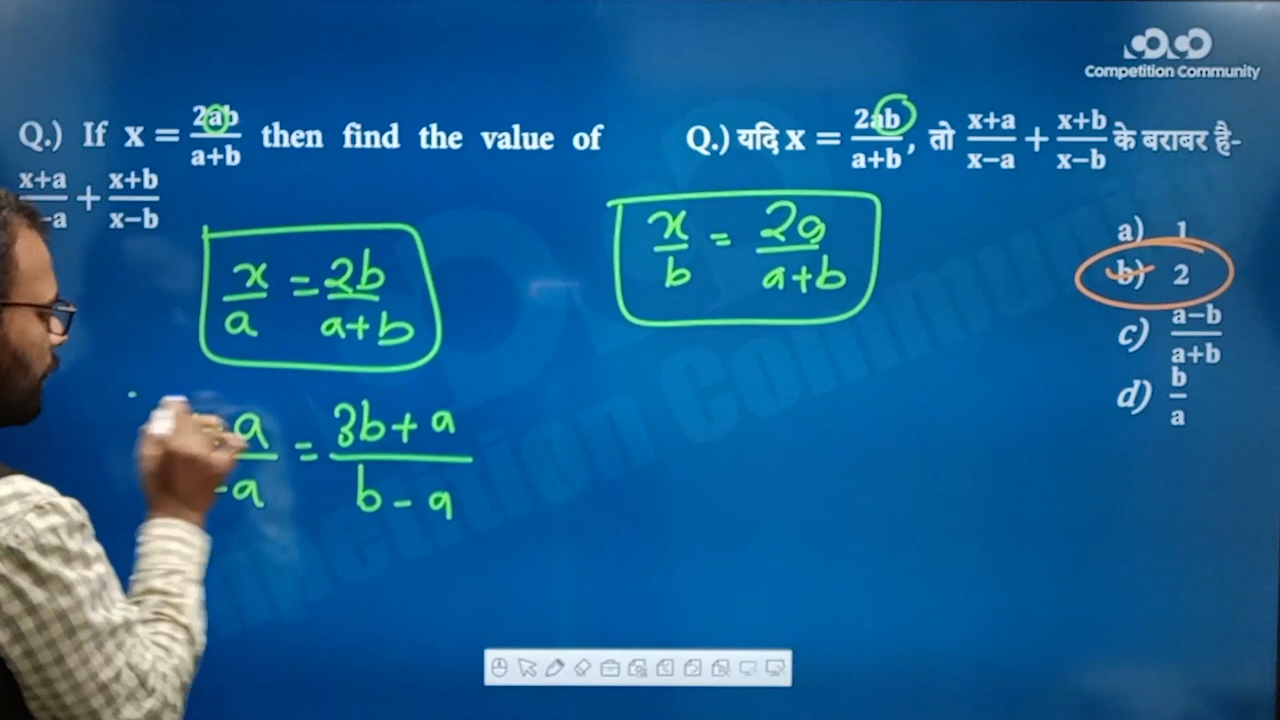 Competition Community
Q.) If x = 2ab/a+b then find the value of
x+a/-a + x+b/x−b
Q.) यदि x = 2ab/a+b, तो x+a/x−a + x+b/x−b के बराबर है-
a) 1
b) 2
c) a−b/a+b
d) b/a
x/a = 2b/a+b
x/b = 2a/a+b
a/-a = 3b+a/b-a